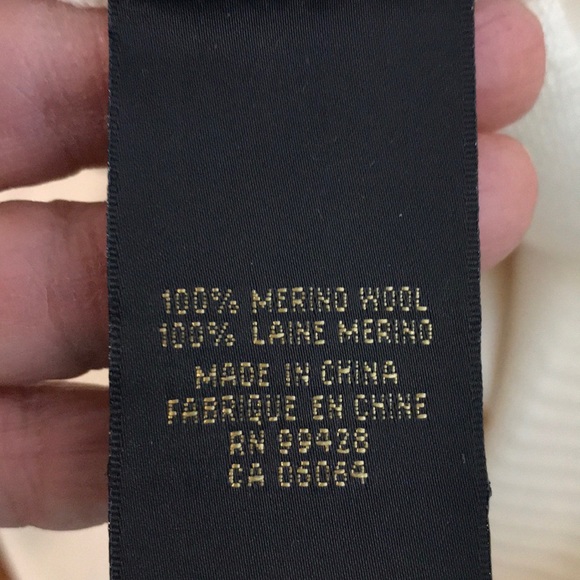 100% MERINO WOOL
100% LAINE MERINO
MADE IN CHINA
FABRIQUE EN CHINE
RN 99428
CA 06064